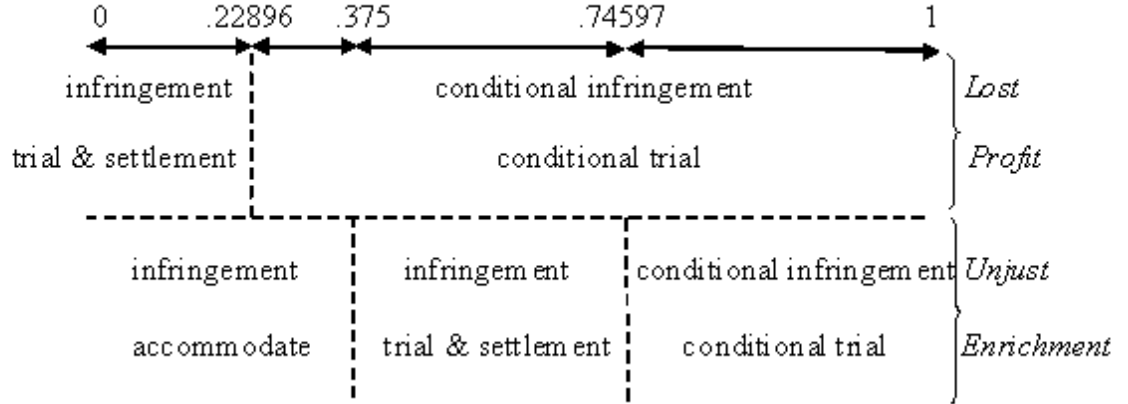 0 .22896 .375 .74597 1
infringement conditional infringement Lost
trial & settlement conditional trial Profit
infringement infringement conditional infringement Unjust
accommodate trial & settlement conditional trial Enrichment